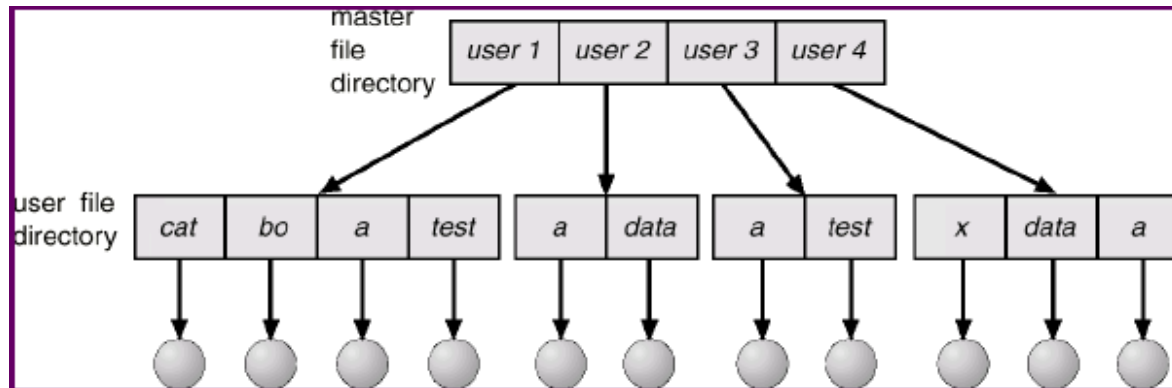 master
file
directory
user 1 user 2 user 3 user 4
user file
directory
cat bo a test a data a test x data a